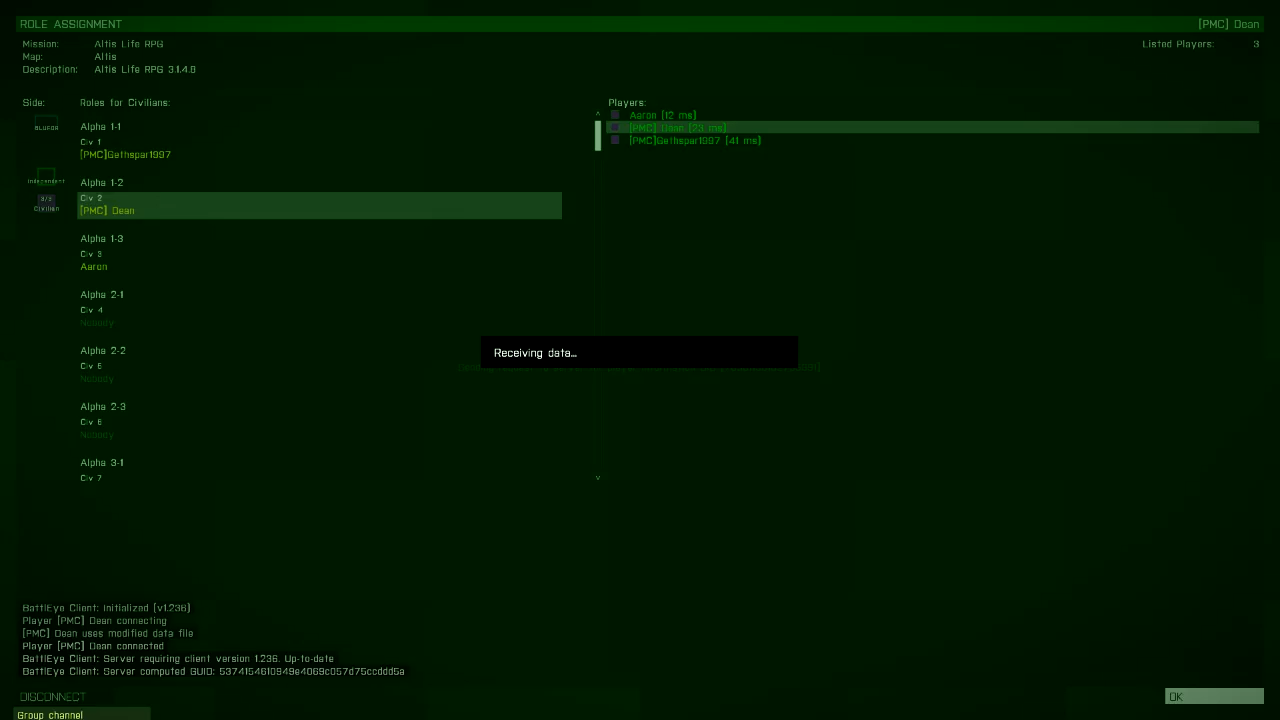 ROLE ASSIGNMENT
[PMC] Dean
Mission: Altis Life RPG
Listed Players: 3
Map: Altis
Description: Altis Life RPG 3.1.4.8
Side:
Roles for Civilians:
Players:
BLUFOR
Independent
3/3
Civilian
Alpha 1-1
Civ 1
[PMC]Gethspar1997
Alpha 1-2
Civ 2
[PMC] Dean
Alpha 1-3
Civ 3
Aaron
Alpha 2-1
Civ 4
Nobody
Alpha 2-2
Civ 5
Nobody
Alpha 2-3
Civ 6
Nobody
Alpha 3-1
Civ 7
Aaron (12 ms)
[PMC] Dean (23 ms)
[PMC]Gethspar1997 (41 ms)
Receiving data...
BattlEye Client: Initialized (v1.236)
Player [PMC] Dean connecting
[PMC] Dean uses modified data file
Player [PMC] Dean connected
BattlEye Client: Server requiring client version 1.236. Up-to-date
BattlEye Client: Server computed GUID: 5374154610949e4069c057d75ccddd5a
DISCONNECT
OK
Group channel